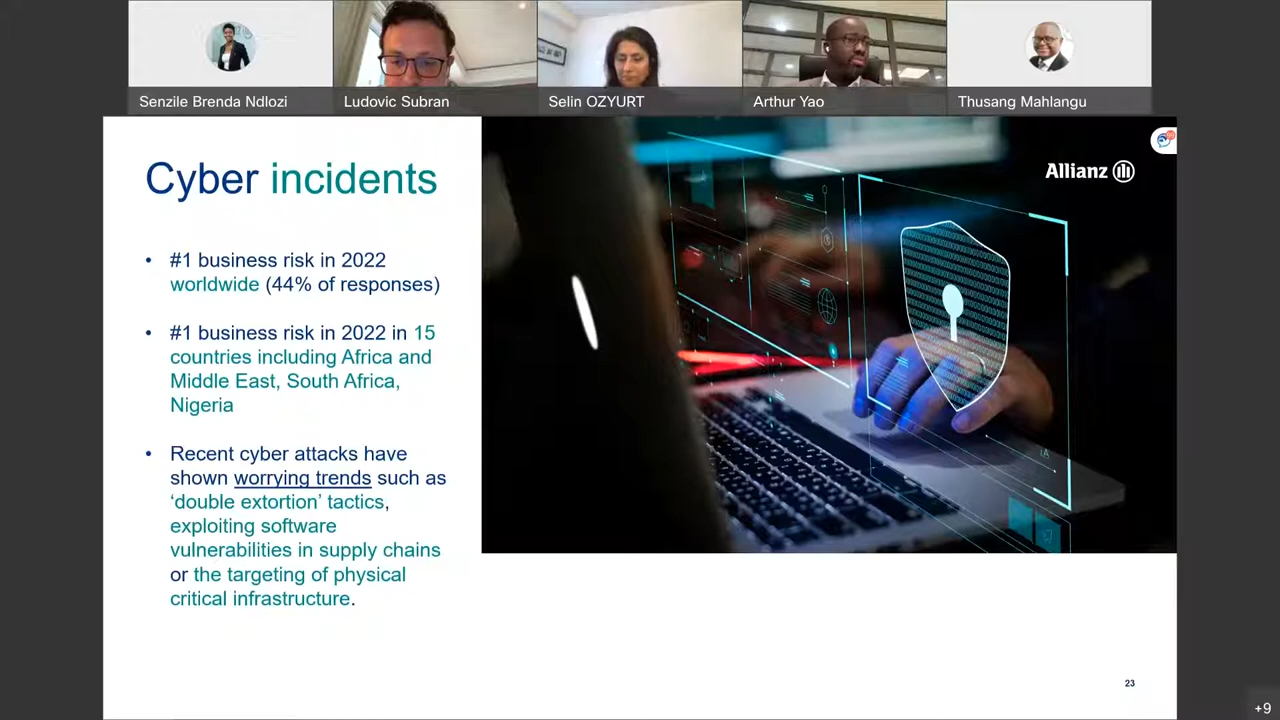 Senzile Brenda Ndlozi
Ludovic Subran
Selin OZYURT
Arthur Yao
Thusang Mahlangu
Cyber incidents
Allianz
• #1 business risk in 2022
worldwide (44% of responses)
• #1 business risk in 2022 in 15
countries including Africa and
Middle East, South Africa,
Nigeria
• Recent cyber attacks have
shown worrying trends such as
‘double extortion’ tactics,
exploiting software
vulnerabilities in supply chains
or the targeting of physical
critical infrastructure.
23
+9